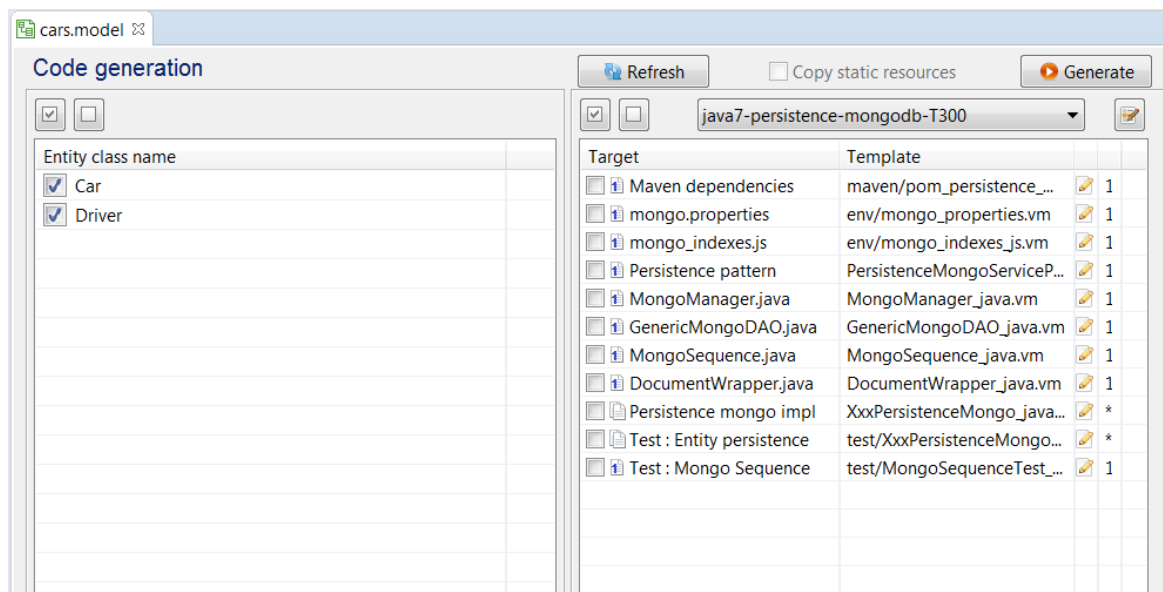 cars.model
Code generation
Refresh Copy static resources Generate
java7-persistence-mongodb-T300
Entity class name
Car
Driver
Target Template
Maven dependencies maven/pom_persistence_... 1
mongo.properties env/mongo_properties.vm 1
mongo_indexes.js env/mongo_indexes_js.vm 1
Persistence pattern PersistenceMongoServiceP... 1
MongoManager.java MongoManager_java.vm 1
GenericMongoDAO.java GenericMongoDAO_java.vm 1
MongoSequence.java MongoSequence_java.vm 1
DocumentWrapper.java DocumentWrapper_java.vm 1
Persistence mongo impl XxxPersistenceMongo_java... *
Test : Entity persistence test/XxxPersistenceMongo... *
Test : Mongo Sequence test/MongoSequenceTest_... 1